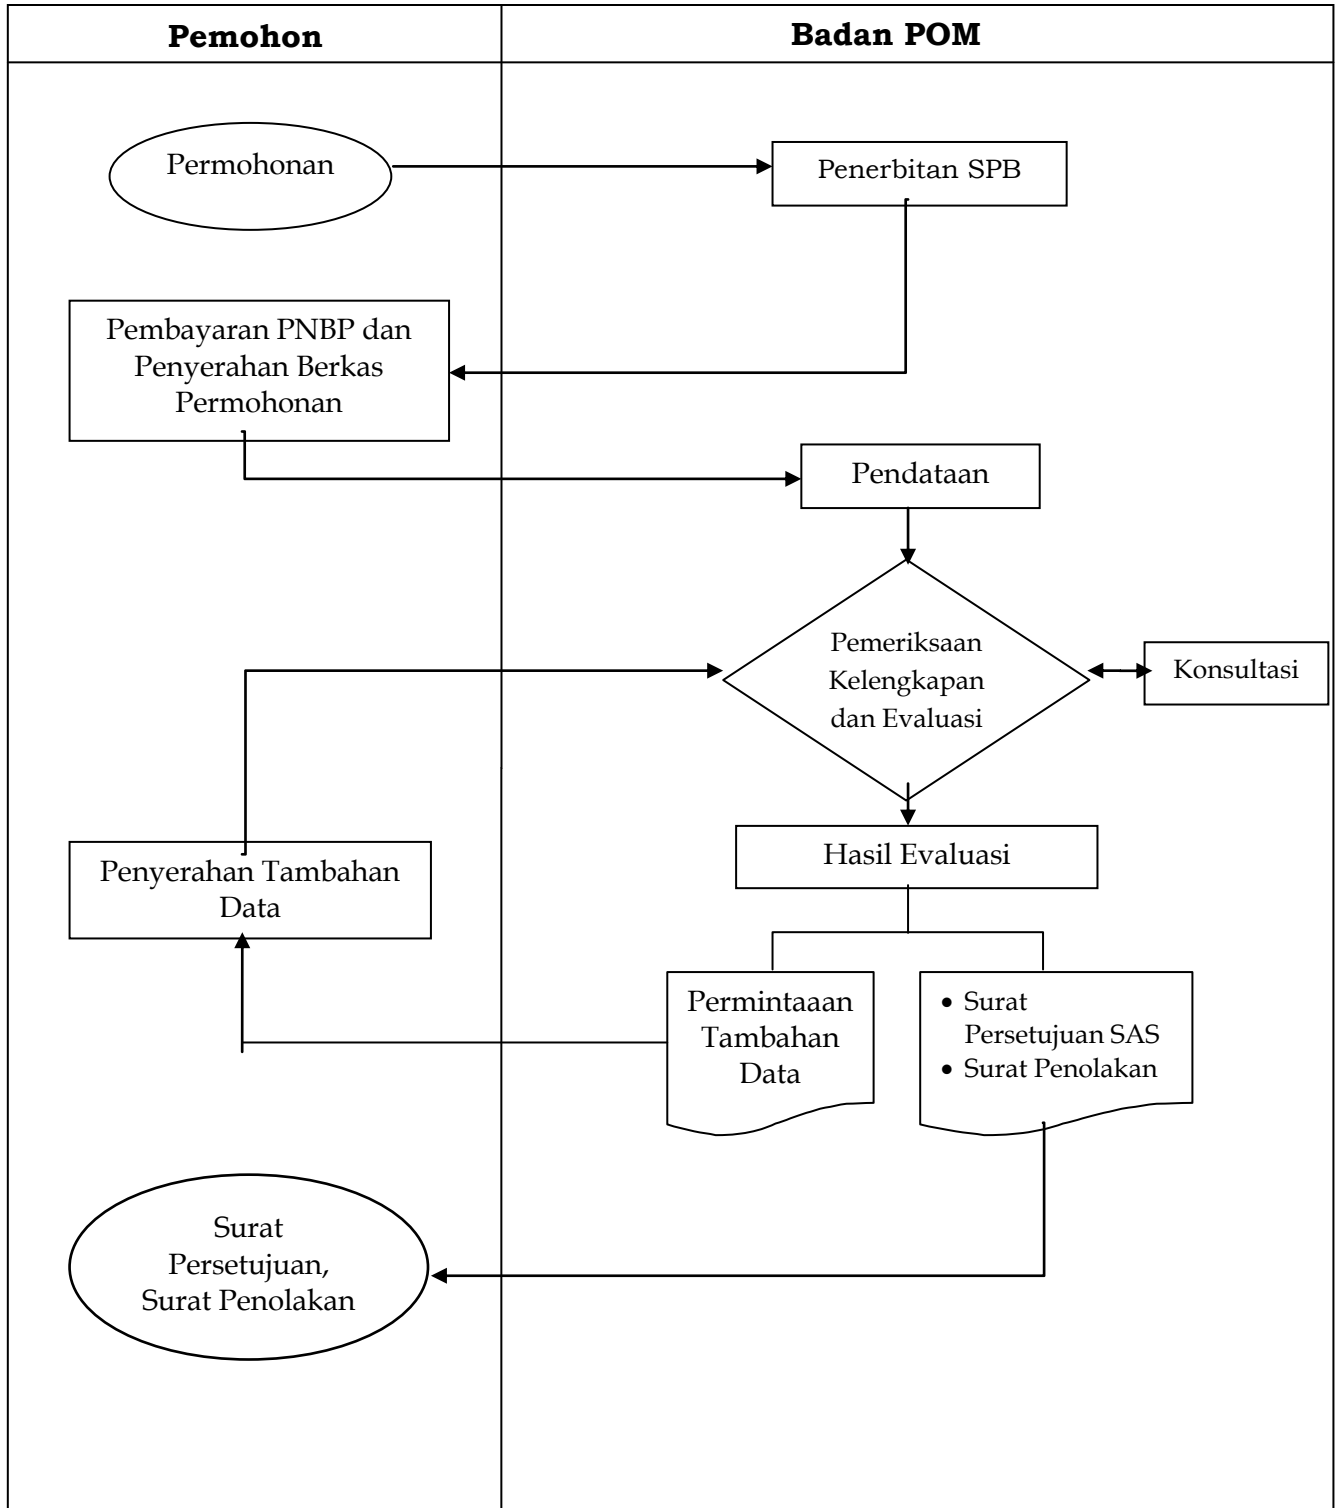 Pemohon
Badan POM
Permohonan
Penerbitan SPB
Pembayaran PNBP dan
Penyerahan Berkas
Permohonan
Pendataan
Pemeriksaan
Kelengkapan
dan Evaluasi
Konsultasi
Hasil Evaluasi
Penyerahan Tambahan
Data
Permintaaan
Tambahan
Data
• Surat
Persetujuan SAS
• Surat Penolakan
Surat
Persetujuan,
Surat Penolakan